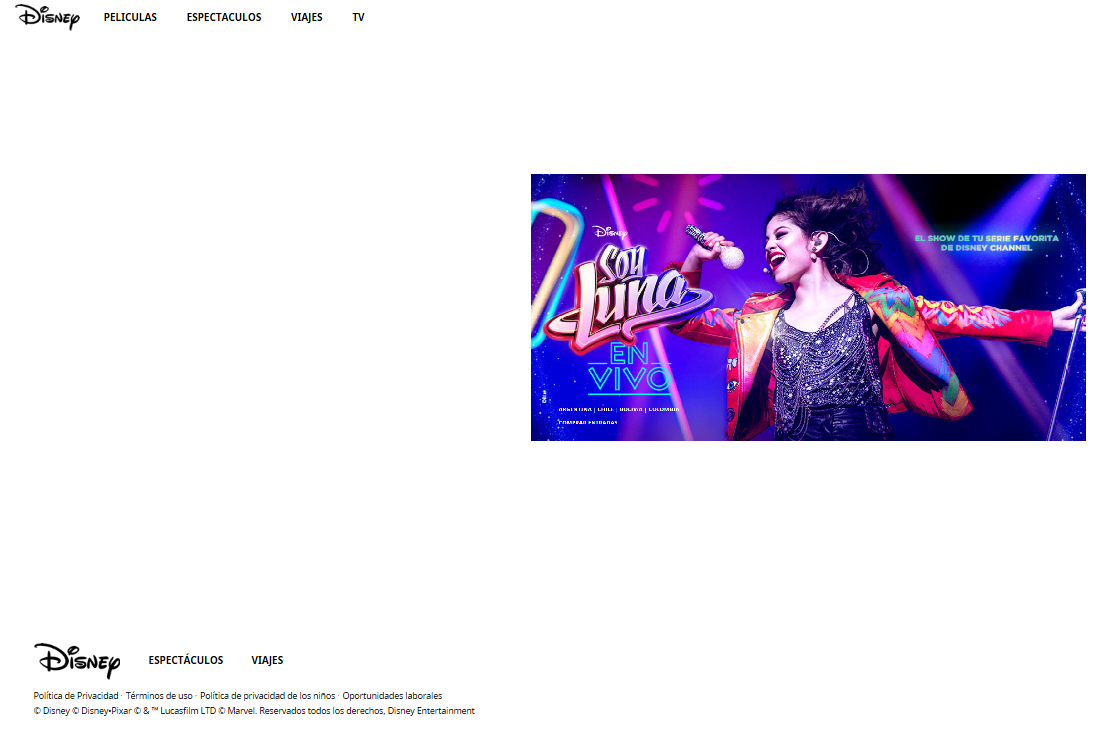 Disney PELICULAS ESPECTACULOS VIAJES TV
Disney
Soy
Luna
EN
VIVO
ARGENTINA | CHILE | BOLIVIA | COLOMBIA
COMPRAR ENTRADAS
EL SHOW DE TU SERIE FAVORITA
DE DISNEY CHANNEL
Disney ESPECTÁCULOS VIAJES
Política de Privacidad · Términos de uso · Política de privacidad de los niños · Oportunidades laborales
© Disney © Disney•Pixar © & ™ Lucasfilm LTD © Marvel. Reservados todos los derechos, Disney Entertainment